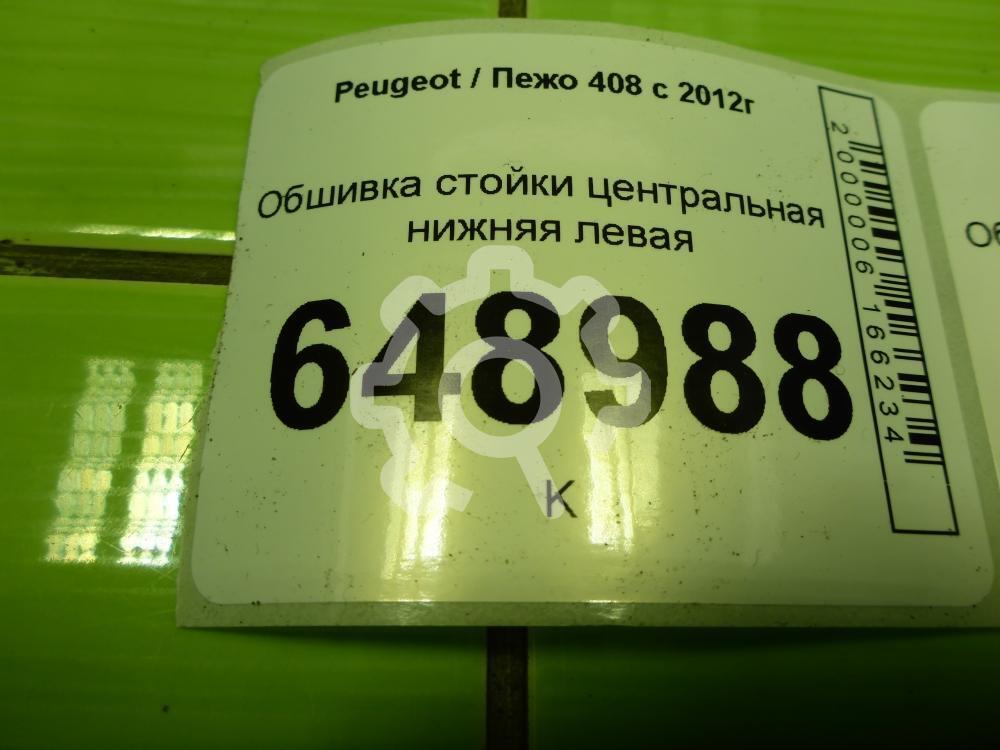 Peugeot / Пежо 408 с 2012г
Обшивка стойки центральная
нижняя левая
648988
К
2000006166234
Об